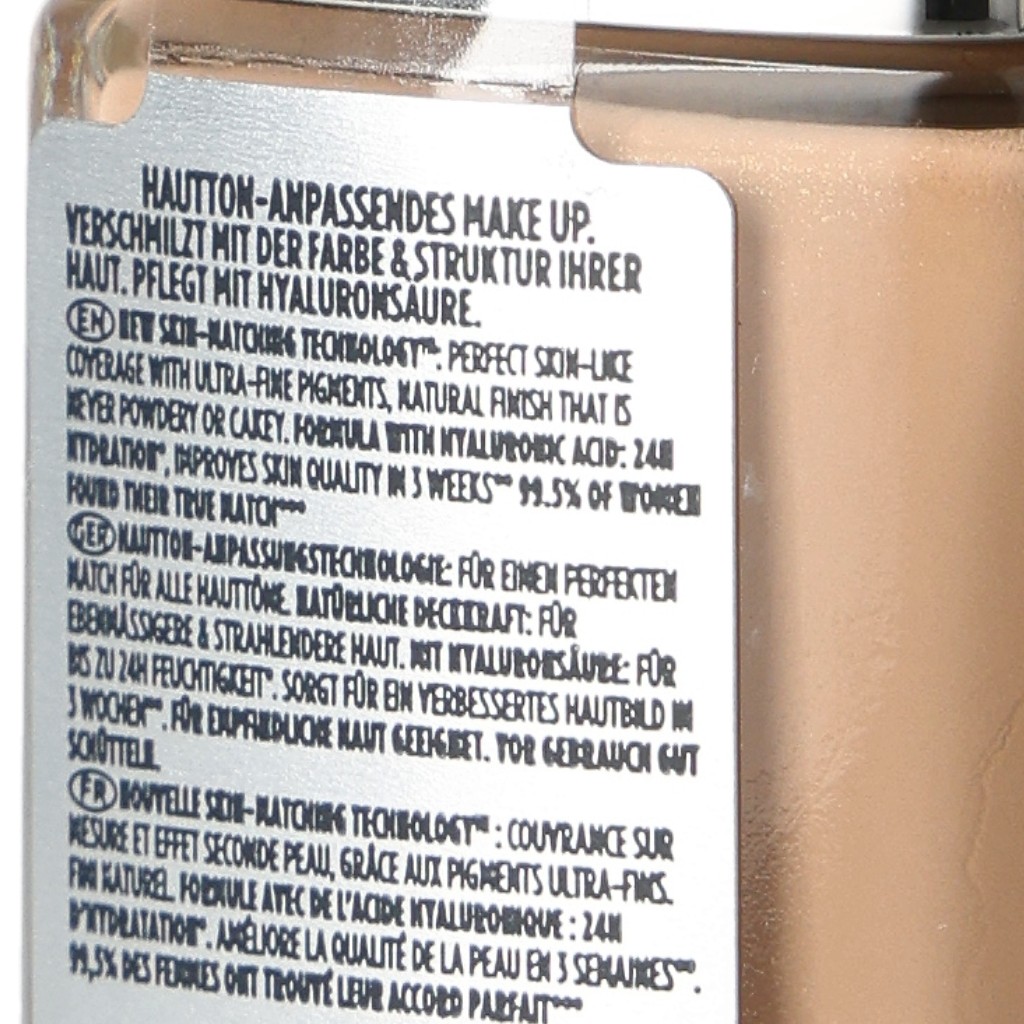 HAUTTON-ANPASSENDES MAKE UP.
VERSCHMILZT MIT DER FARBE & STRUKTUR IHRER
HAUT. PFLEGT MIT HYALURONSÄURE.
EN NEW SKIN-MATCHING TECHNOLOGY™: PERFECT SKIN-LIKE
COVERAGE WITH ULTRA-FINE PIGMENTS, NATURAL FINISH THAT IS
NEVER POWDERY OR CAKEY. FORMULA WITH HYALURONIC ACID: 24H
HYDRATION*, IMPROVES SKIN QUALITY IN 3 WEEKS** 99.5% OF WOMEN
FOUND THEIR TRUE MATCH***
GER HAUTTON-ANPASSUNGSTECHNOLOGIE: FÜR EINEN PERFEKTEN
MATCH FÜR ALLE HAUTTÖNE. NATÜRLICHE DECKKRAFT: FÜR
EBENMÄSSIGERE & STRAHLENDERE HAUT. MIT HYALURONSÄURE: FÜR
BIS ZU 24H FEUCHTIGKEIT*. SORGT FÜR EIN VERBESSERTES HAUTBILD IN
3 WOCHEN**. FÜR EMPFINDLICHE HAUT GEEIGNET. VOR GEBRAUCH GUT
SCHÜTTELN.
FR NOUVELLE SKIN-MATCHING TECHNOLOGY™ : COUVRANCE SUR
MESURE ET EFFET SECONDE PEAU, GRÂCE AUX PIGMENTS ULTRA-FINS.
FINI NATUREL. FORMULE AVEC DE L'ACIDE HYALURONIQUE : 24H
D'HYDRATATION*. AMÉLIORE LA QUALITÉ DE LA PEAU EN 3 SEMAINES**.
99,5% DES FEMMES ONT TROUVÉ LEUR ACCORD PARFAIT***